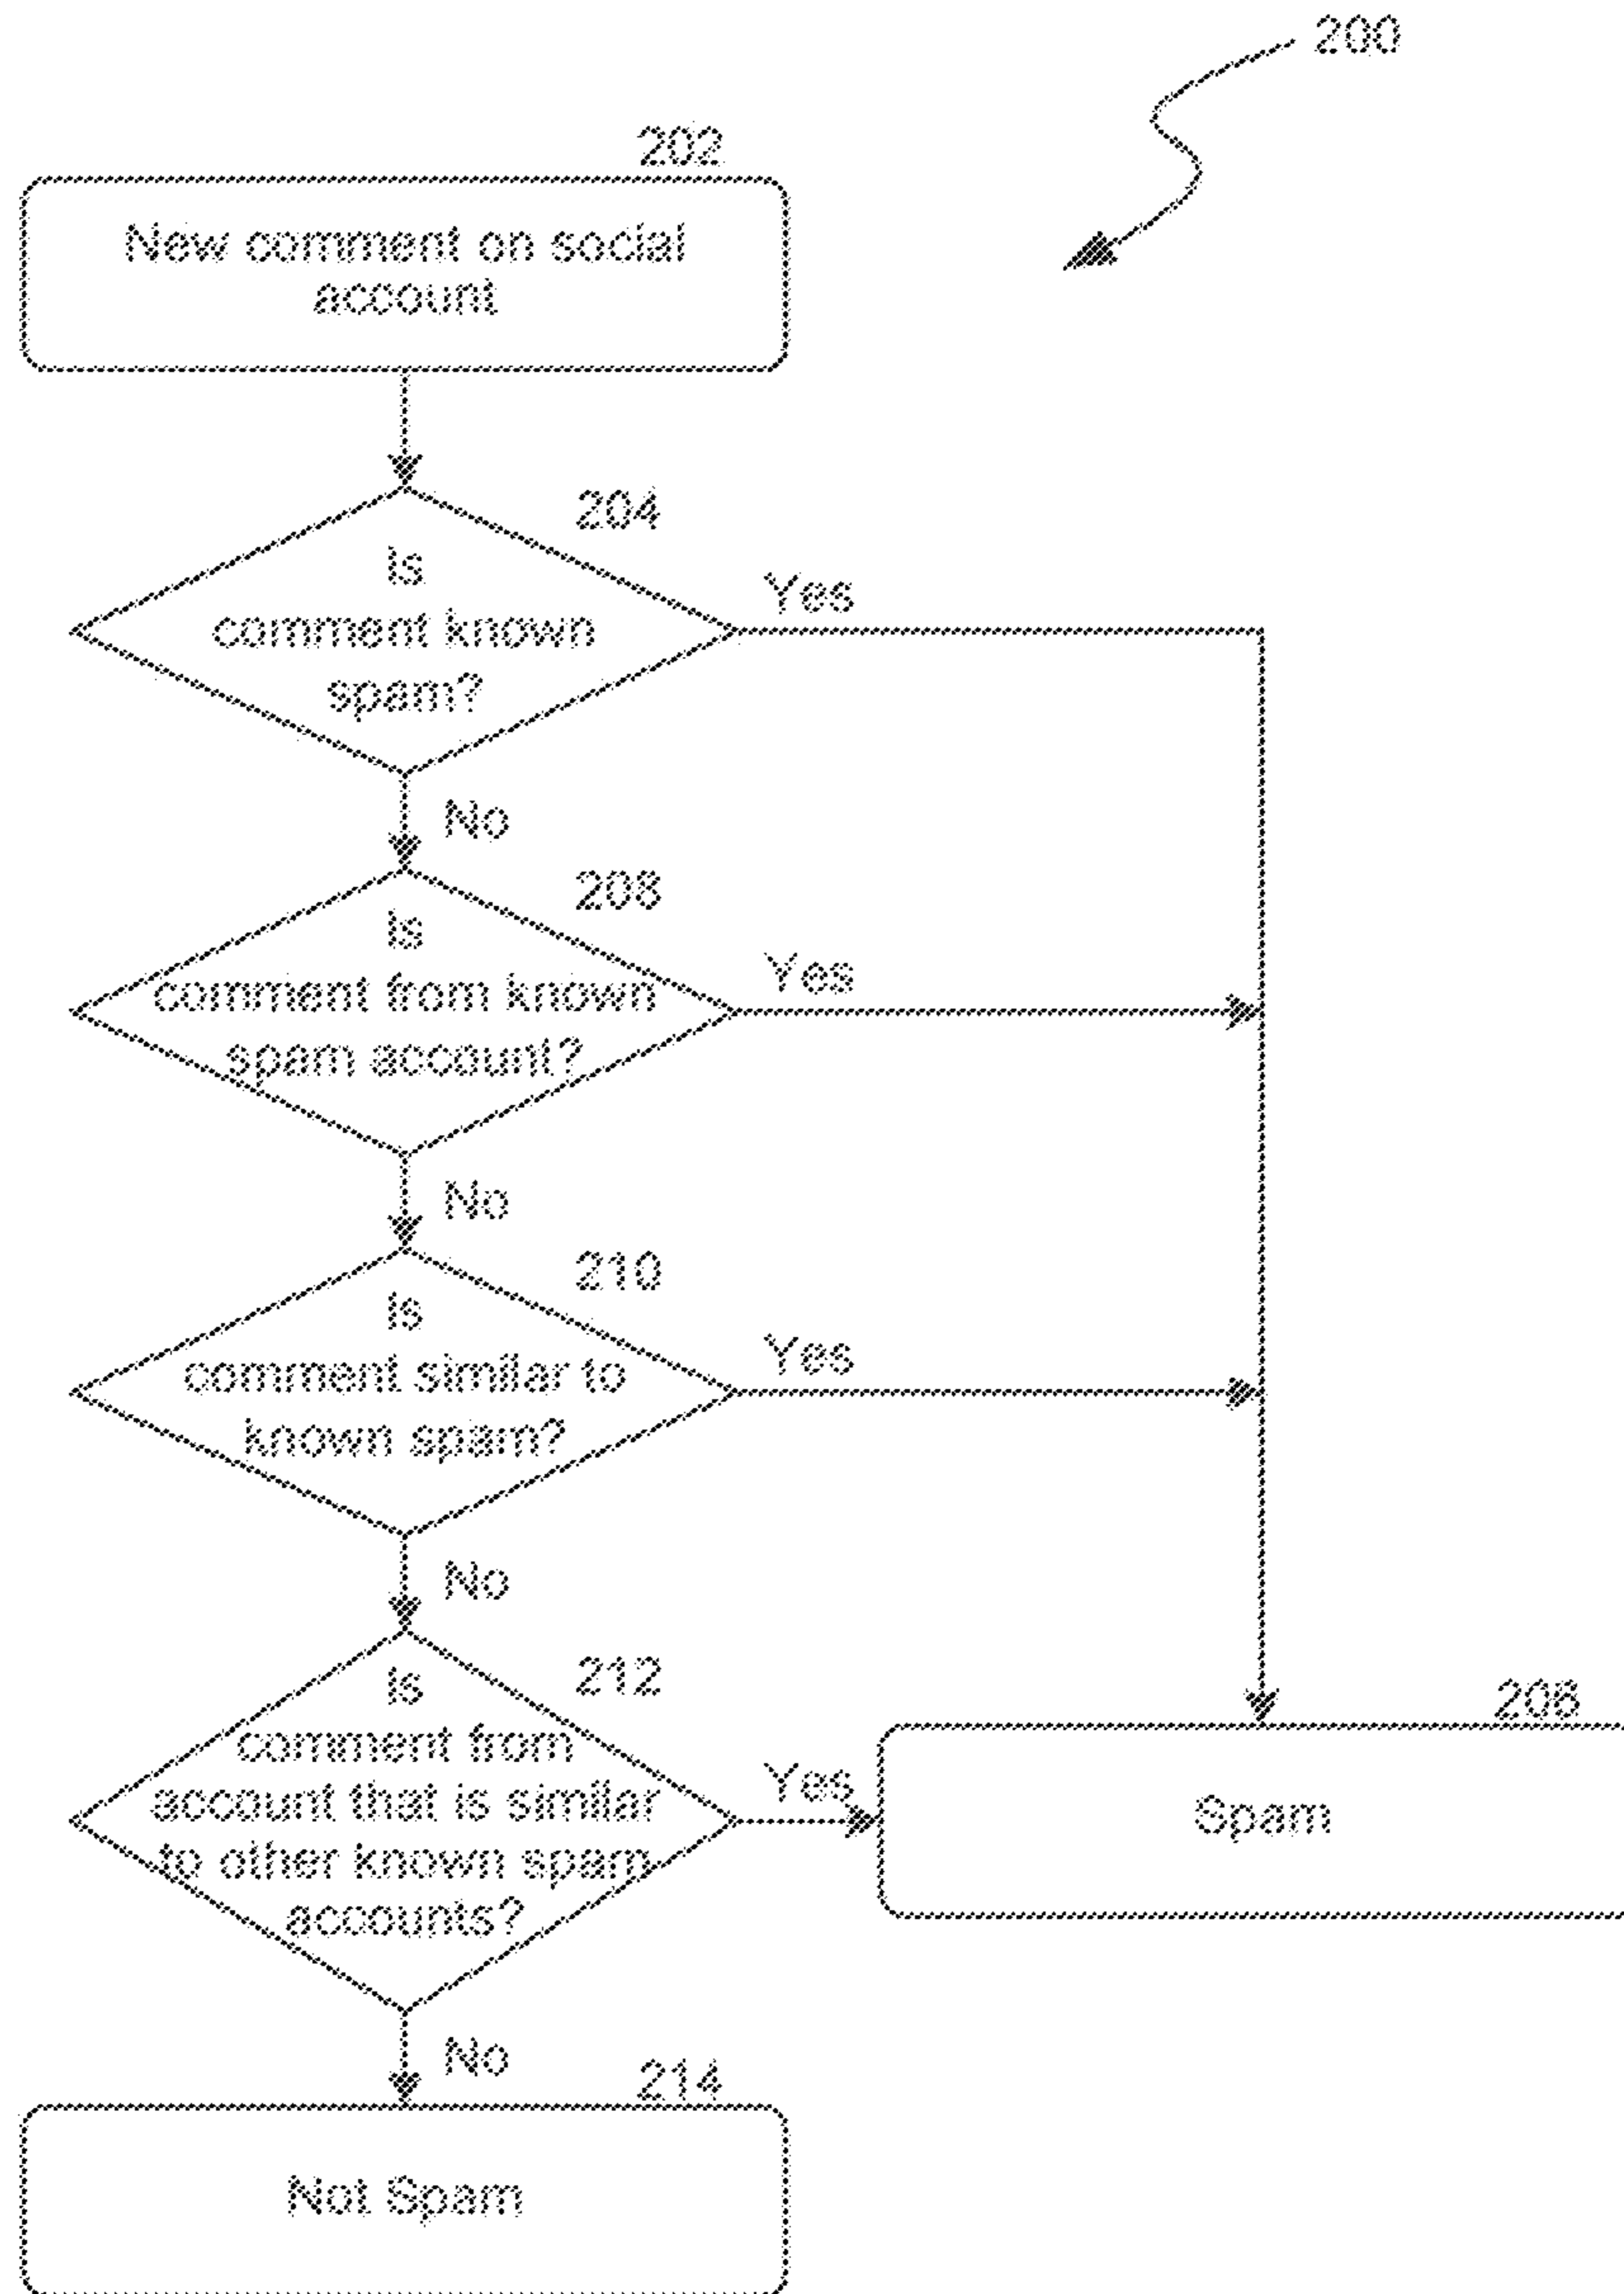 200
202
New comment on social
account
204
Is
comment known
spam?
Yes
No
208
Is
comment from known
spam account?
Yes
No
210
Is
comment similar to
known spam?
Yes
No
212
Is
comment from
account that is similar
to other known spam
accounts?
Yes
206
Spam
No
214
Not Spam